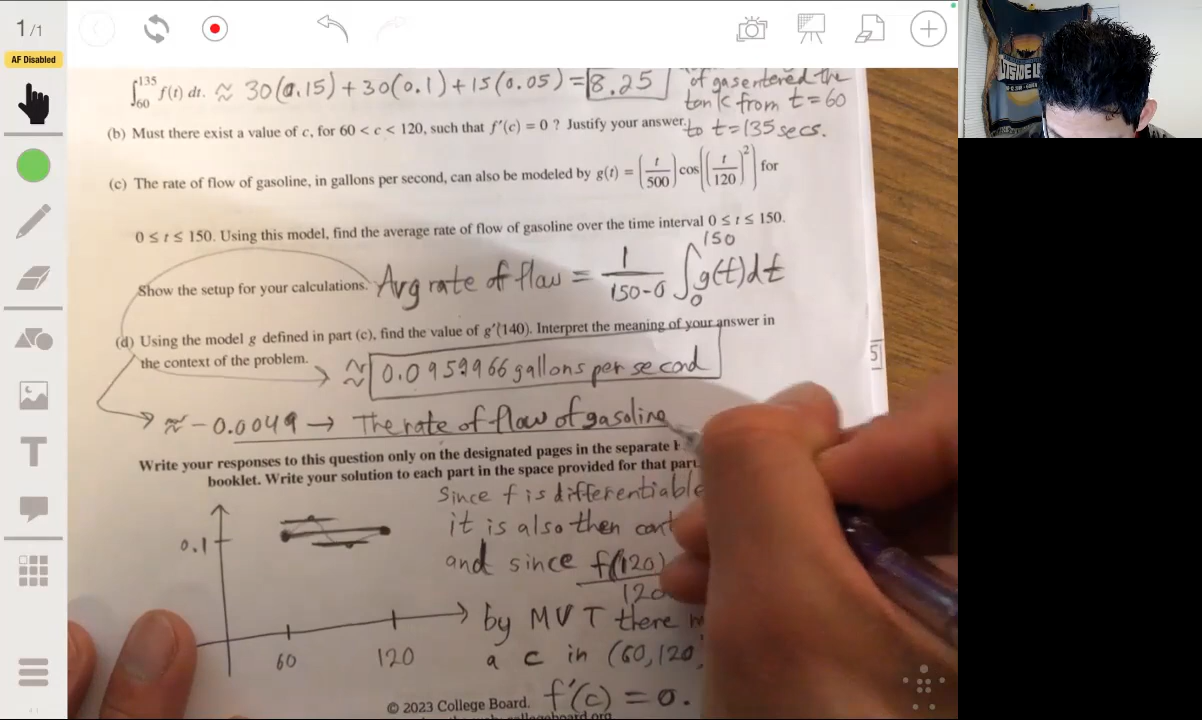 1/1
AF Disabled
∫₆₀¹³⁵ f(t) dt. ≈ 30(0.15) + 30(0.1) + 15(0.05) = 8.25
of gas entered the
tank from t = 60
to t = 135 secs.
(b) Must there exist a value of c, for 60 < c < 120, such that f′(c) = 0 ? Justify your answer.
(c) The rate of flow of gasoline, in gallons per second, can also be modeled by g(t) = (t/500) cos((t/120)²) for
0 ≤ t ≤ 150. Using this model, find the average rate of flow of gasoline over the time interval 0 ≤ t ≤ 150.
Show the setup for your calculations.
Avg rate of flow = 1/(150-0) ∫₀¹⁵⁰ g(t)dt
(d) Using the model g defined in part (c), find the value of g′(140). Interpret the meaning of your answer in
the context of the problem.
≈ 0.0959966 gallons per second
≈ -0.0049 → The rate of flow of gasoline
Write your responses to this question only on the designated pages in the separate
booklet. Write your solution to each part in the space provided for that part.
Since f is differentiable
it is also then cont
and since f(120)
120
by MVT there
a c in (60,120
f′(c) = 0.
0.1
60 120
© 2023 College Board.
5
T